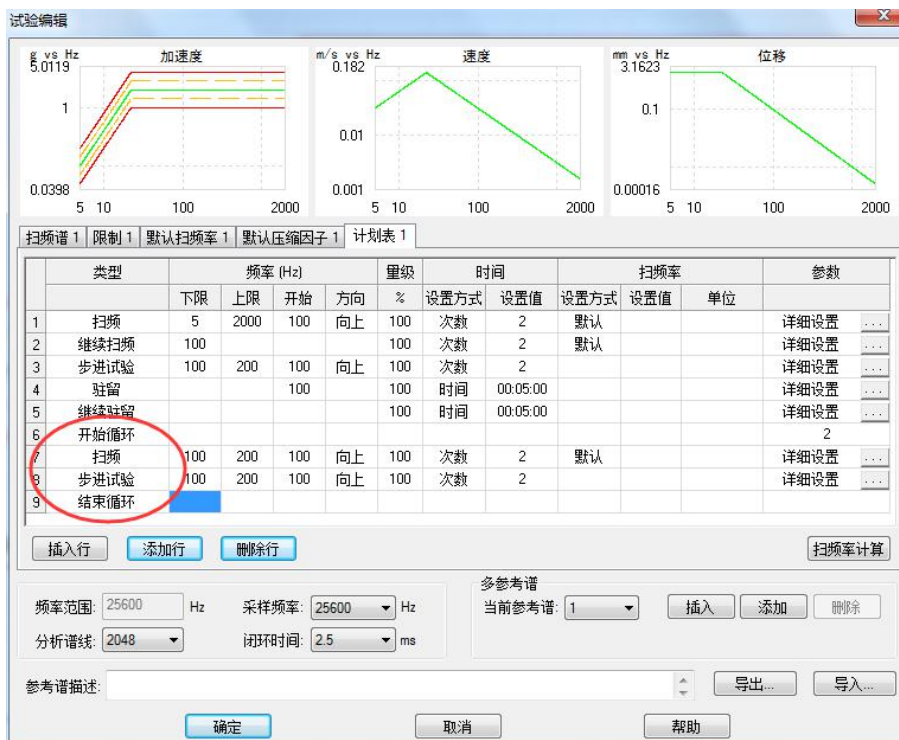 试验编辑
g vs Hz 加速度 m/s vs Hz 速度 mm vs Hz 位移
5.0119 0.182 3.1623
1 0.01 0.1
0.0398 0.001 0.00016
5 10 100 2000 5 10 100 2000 5 10 100 2000
扫频谱 1 限制 1 默认扫频率 1 默认压缩因子 1 计划表 1
类型 频率 (Hz) 量级 时间 扫频率 参数
下限 上限 开始 方向 % 设置方式 设置值 设置方式 设置值 单位
1 扫频 5 2000 100 向上 100 次数 2 默认 详细设置 ...
2 继续扫频 100 100 次数 2 默认 详细设置 ...
3 步进试验 100 200 100 向上 100 次数 2 详细设置 ...
4 驻留 100 100 时间 00:05:00 详细设置 ...
5 继续驻留 100 时间 00:05:00 详细设置 ...
6 开始循环 2
7 扫频 100 200 100 向上 100 次数 2 默认 详细设置 ...
8 步进试验 100 200 100 向上 100 次数 2 详细设置 ...
9 结束循环
插入行 添加行 删除行 扫频率计算
多参考谱
频率范围: 25600 Hz 采样频率: 25600 Hz 当前参考谱: 1 插入 添加 删除
分析谱线: 2048 闭环时间: 2.5 ms
参考谱描述: 导出... 导入...
确定 取消 帮助